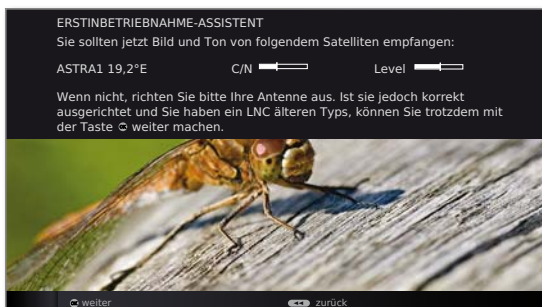 ERSTINBETRIEBNAHME-ASSISTENT
Sie sollten jetzt Bild und Ton von folgendem Satelliten empfangen:
ASTRA1 19,2°E C/N Level
Wenn nicht, richten Sie bitte Ihre Antenne aus. Ist sie jedoch korrekt
ausgerichtet und Sie haben ein LNC älteren Typs, können Sie trotzdem mit
der Taste OK weiter machen.
OK weiter zurück